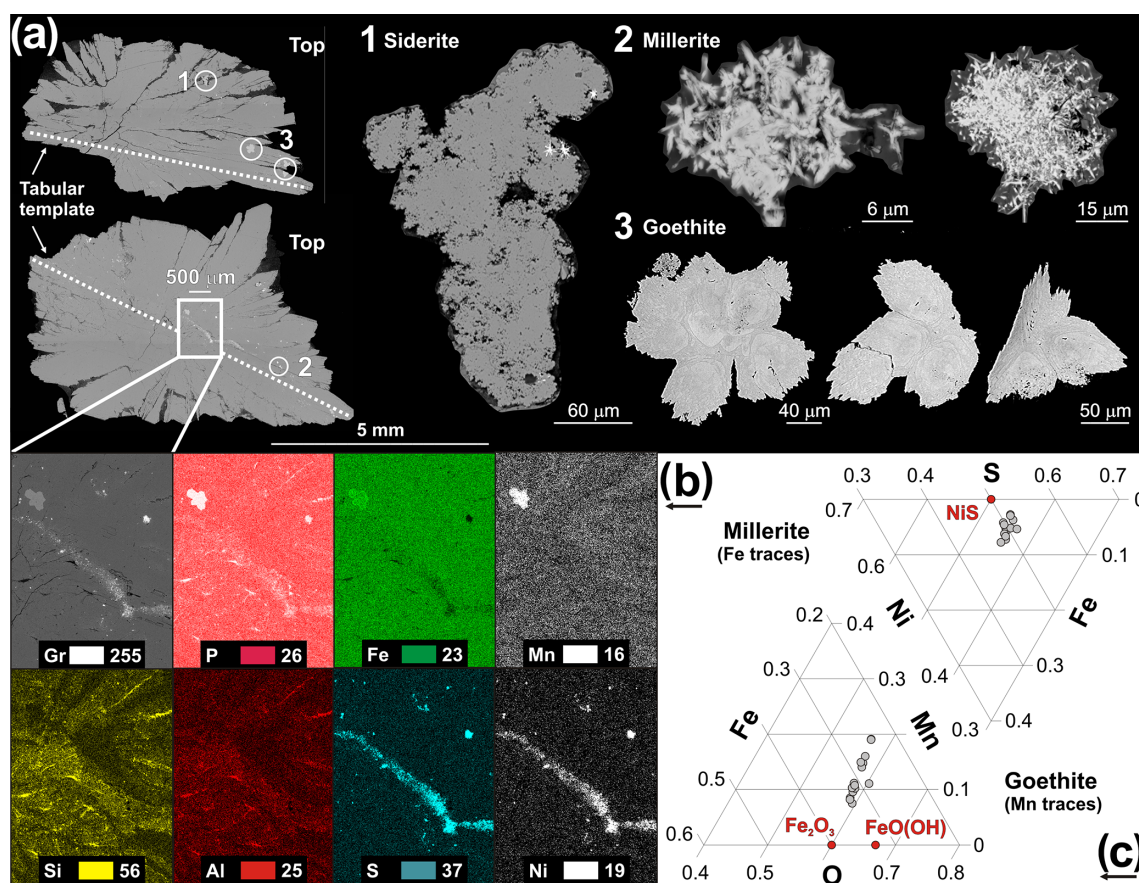 (a)
Top
1
3
Tabular
template
Top
500 μm
2
5 mm
1 Siderite
60 μm
2 Millerite
6 μm
15 μm
3 Goethite
40 μm
50 μm
Gr 255
P 26
Fe 23
Mn 16
Si 56
Al 25
S 37
Ni 19
(b)
0.3 0.4 S 0.6 0.7
0.7
NiS
0
Millerite
(Fe traces)
0.6
0.1
Ni
Fe
0.3
0.3
0.4
0.2
0.4
0.3
0.3
Fe
Mn
0.5
0.1
Goethite
(Mn traces)
Fe2O3
FeO(OH)
0.6
0
0.4 0.5 O 0.7 0.8
(c)